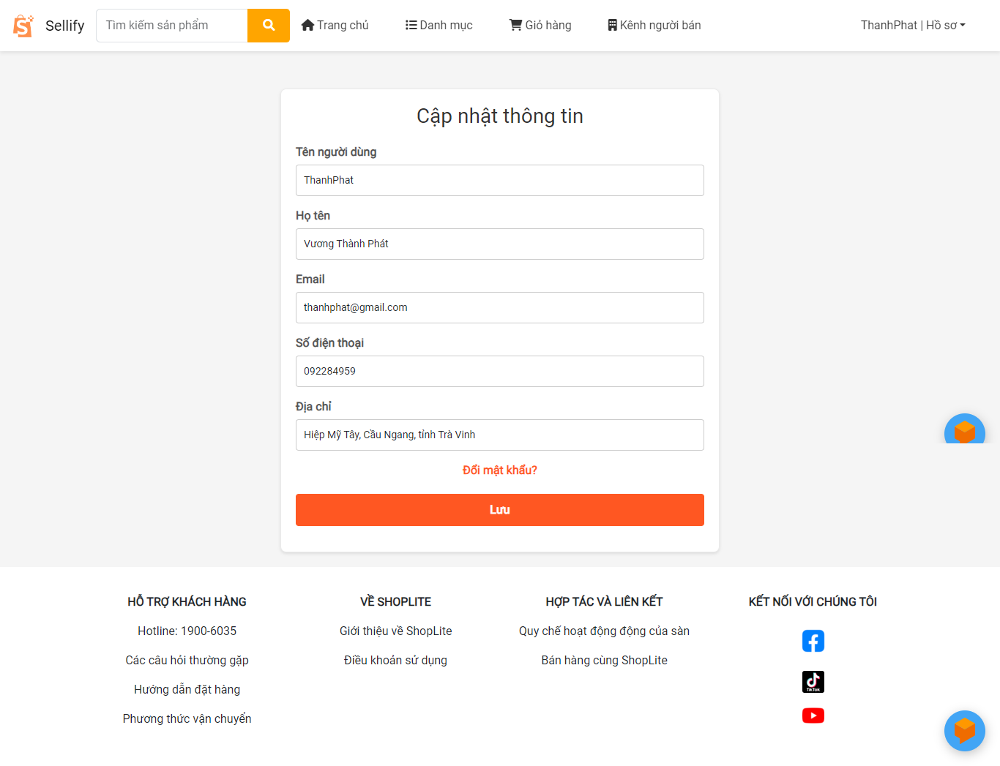 Sellify
Tìm kiếm sản phẩm
Trang chủ
Danh mục
Giỏ hàng
Kênh người bán
ThanhPhat | Hồ sơ
Cập nhật thông tin
Tên người dùng
ThanhPhat
Họ tên
Vương Thành Phát
Email
thanhphat@gmail.com
Số điện thoại
092284959
Địa chỉ
Hiệp Mỹ Tây, Cầu Ngang, tỉnh Trà Vinh
Đổi mật khẩu?
Lưu
HỖ TRỢ KHÁCH HÀNG
Hotline: 1900-6035
Các câu hỏi thường gặp
Hướng dẫn đặt hàng
Phương thức vận chuyển
VỀ SHOPLITE
Giới thiệu về ShopLite
Điều khoản sử dụng
HỢP TÁC VÀ LIÊN KẾT
Quy chế hoạt động động của sàn
Bán hàng cùng ShopLite
KẾT NỐI VỚI CHÚNG TÔI
TikTok